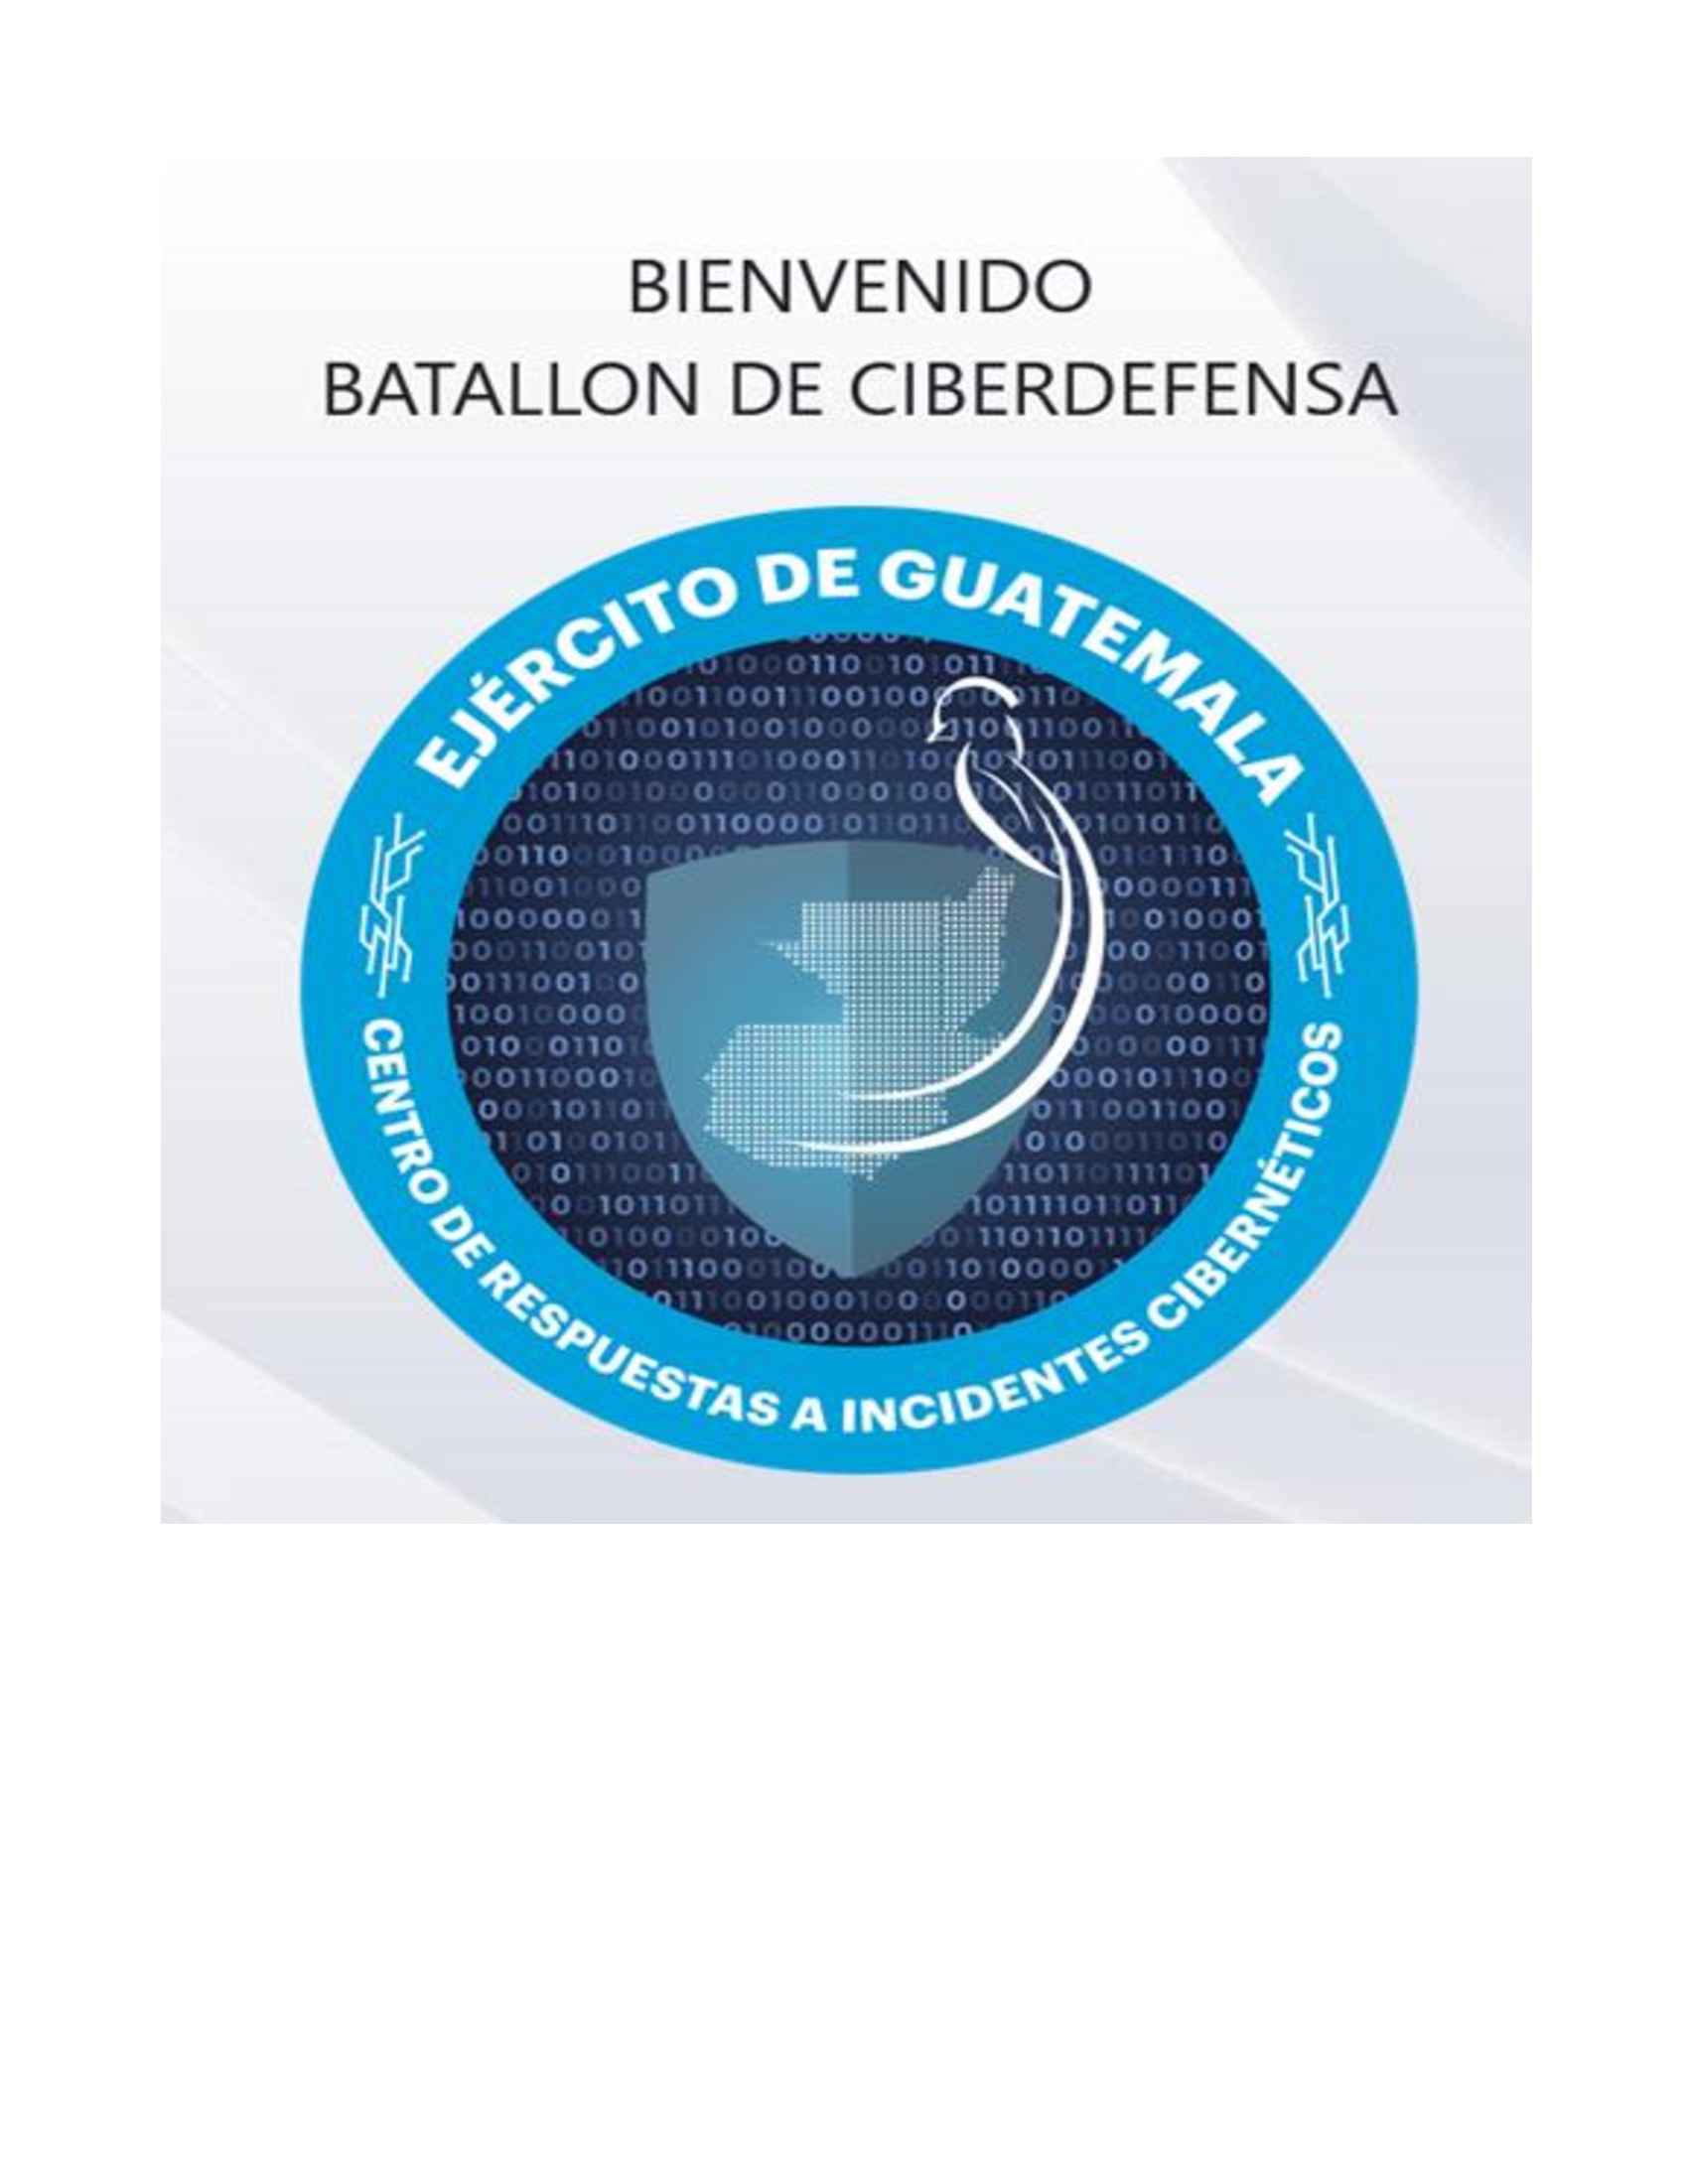 BIENVENIDO
BATALLON DE CIBERDEFENSA
EJÉRCITO DE GUATEMALA
CENTRO DE RESPUESTAS A INCIDENTES CIBERNÉTICOS